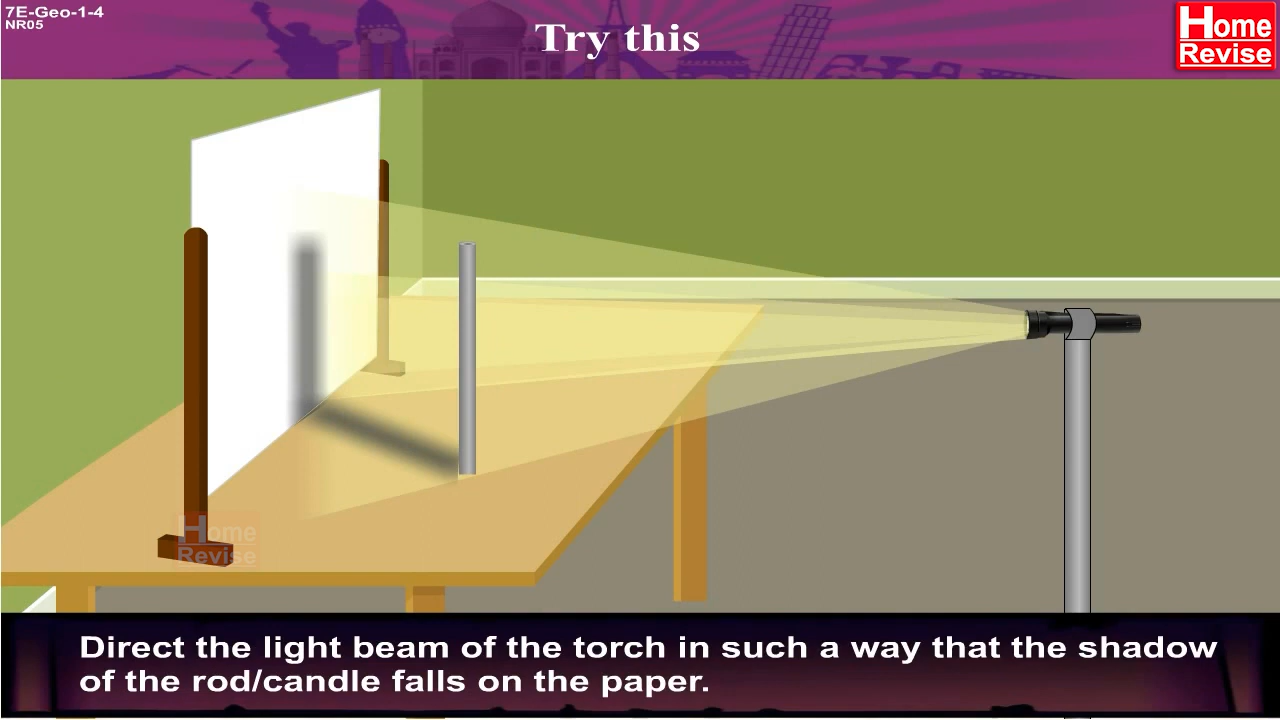 7E-Geo-1-4
NR05
Try this
Home
Revise
Home
Revise
Direct the light beam of the torch in such a way that the shadow
of the rod/candle falls on the paper.